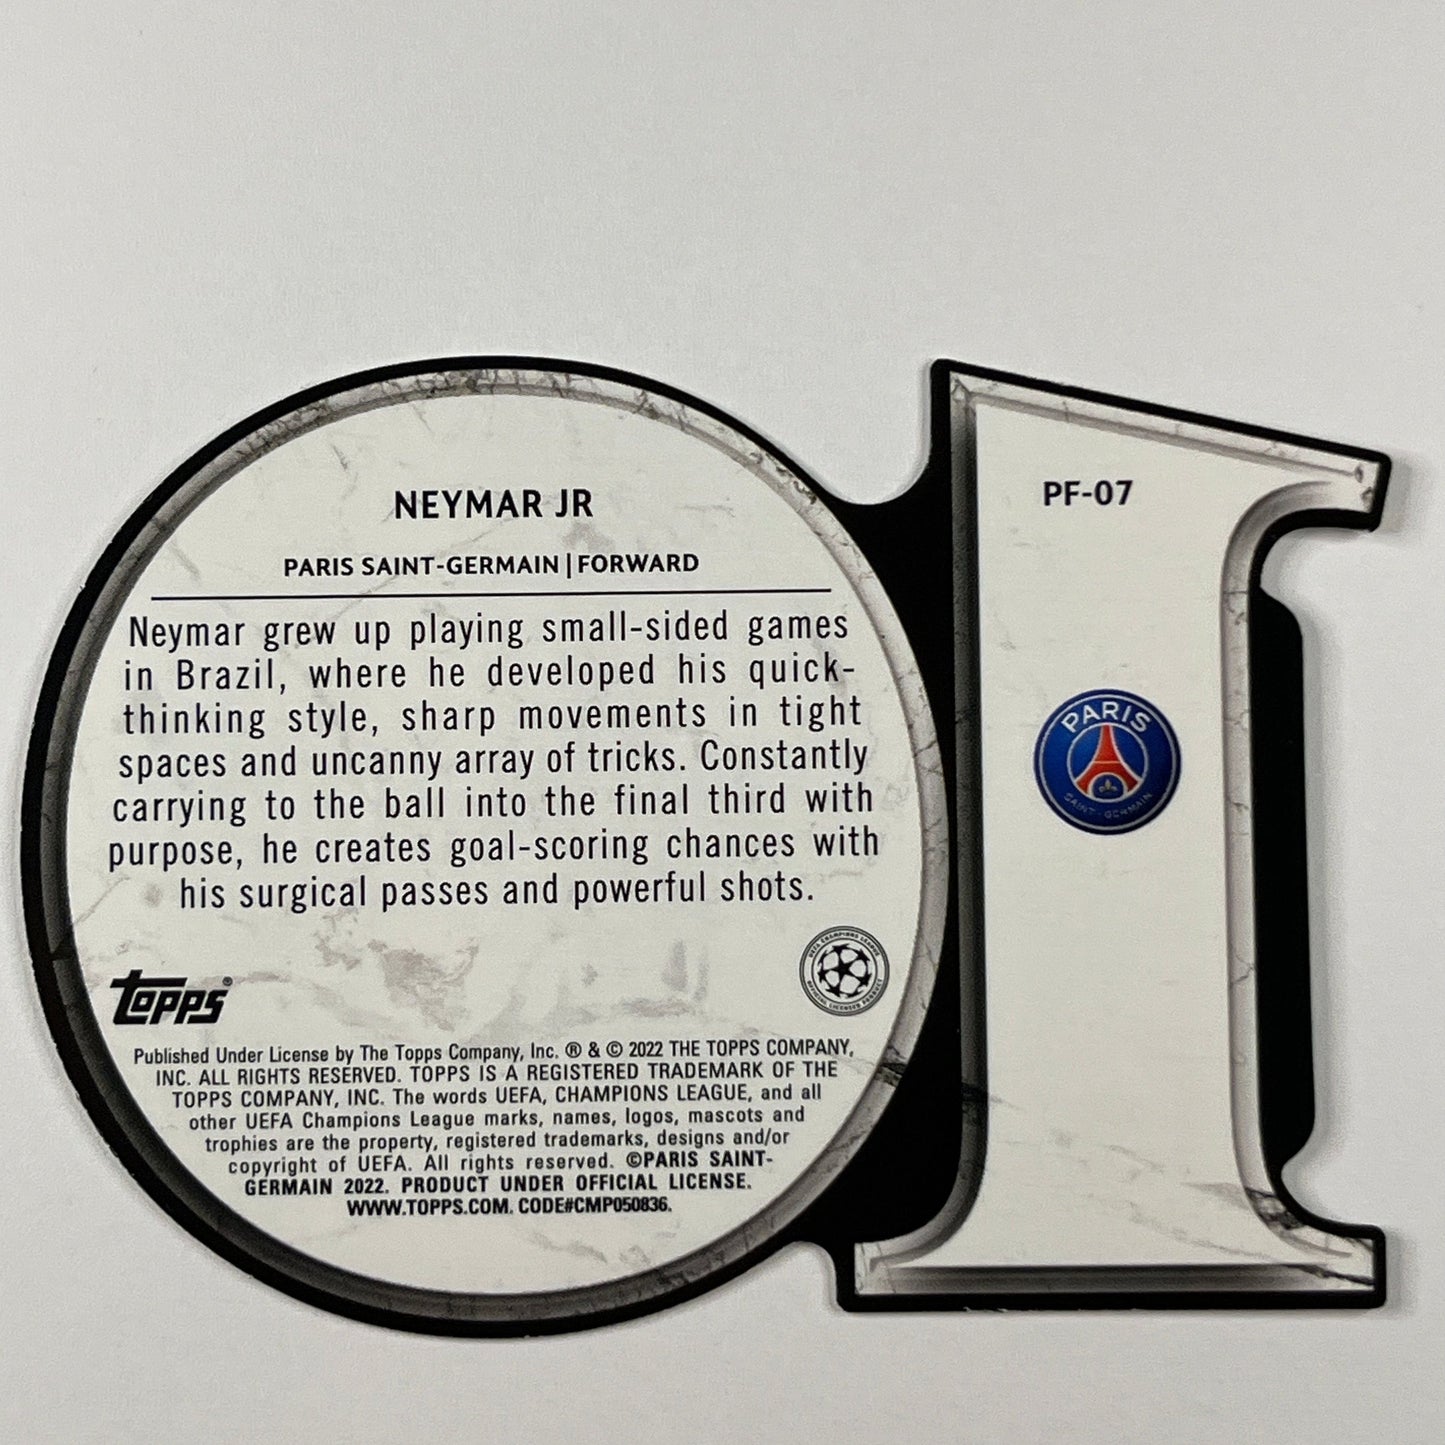 NEYMAR JR
PARIS SAINT-GERMAIN|FORWARD
Neymar grew up playing small-sided games
in Brazil, where he developed his quick-
thinking style, sharp movements in tight
spaces and uncanny array of tricks. Constantly
carrying to the ball into the final third with
purpose, he creates goal-scoring chances with
his surgical passes and powerful shots.
TOPPS®
UEFA CHAMPIONS LEAGUE
OFFICIAL LICENSED PRODUCT
Published Under License by The Topps Company, Inc. ® & © 2022 THE TOPPS COMPANY,
INC. ALL RIGHTS RESERVED. TOPPS IS A REGISTERED TRADEMARK OF THE
TOPPS COMPANY, INC. The words UEFA, CHAMPIONS LEAGUE, and all
other UEFA Champions League marks, names, logos, mascots and
trophies are the property, registered trademarks, designs and/or
copyright of UEFA. All rights reserved. ©PARIS SAINT-
GERMAIN 2022. PRODUCT UNDER OFFICIAL LICENSE.
WWW.TOPPS.COM. CODE#CMP050836.
PF-07
PARIS
SAINT-GERMAIN